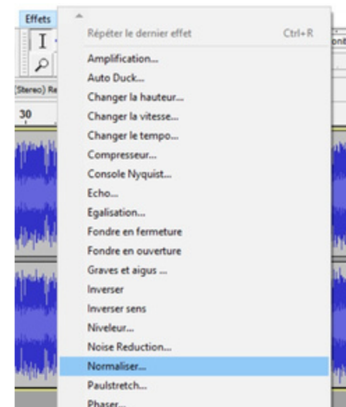 Effets
Répéter le dernier effet Ctrl+R
Amplification...
Auto Duck...
(Stereo) Re
Changer la hauteur...
30
Changer la vitesse...
Changer le tempo...
Compresseur...
Console Nyquist...
Echo...
Egalisation...
Fondre en fermeture
Fondre en ouverture
Graves et aigus ...
Inverser
Inverser sens
Niveleur...
Noise Reduction...
Normaliser...
Paulstretch...
Phaser...